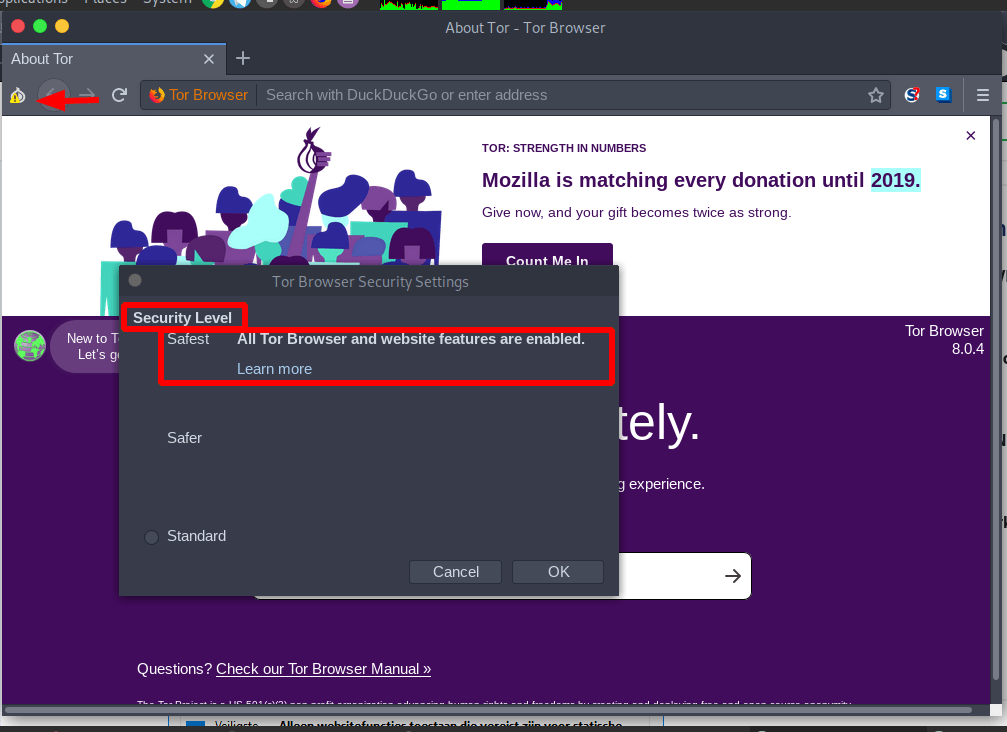 Places
System
About Tor - Tor Browser
About Tor
Tor Browser
Search with DuckDuckGo or enter address
TOR: STRENGTH IN NUMBERS
Mozilla is matching every donation until 2019.
Give now, and your gift becomes twice as strong.
Count Me In
Tor Browser Security Settings
Security Level
Safest All Tor Browser and website features are enabled.
Learn more
Safer
Standard
Cancel OK
New to T
Let's g
Tor Browser
8.0.4
tely.
g experience.
Questions? Check our Tor Browser Manual »
Veiligste Alleen websitefuncties toestaan die vereist zijn voor statische